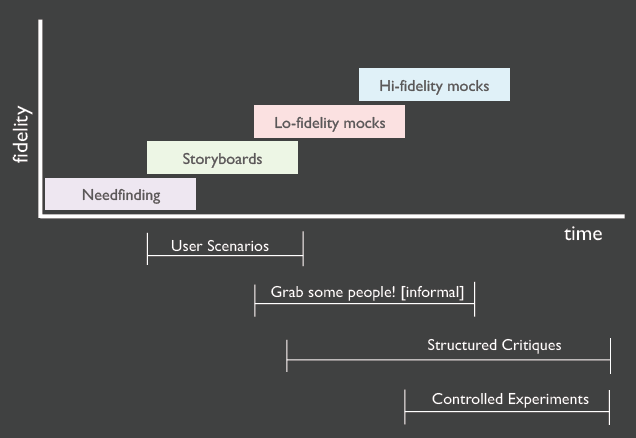 Hi-fidelity mocks
Lo-fidelity mocks
Storyboards
Needfinding
fidelity
time
User Scenarios
Grab some people! [informal]
Structured Critiques
Controlled Experiments